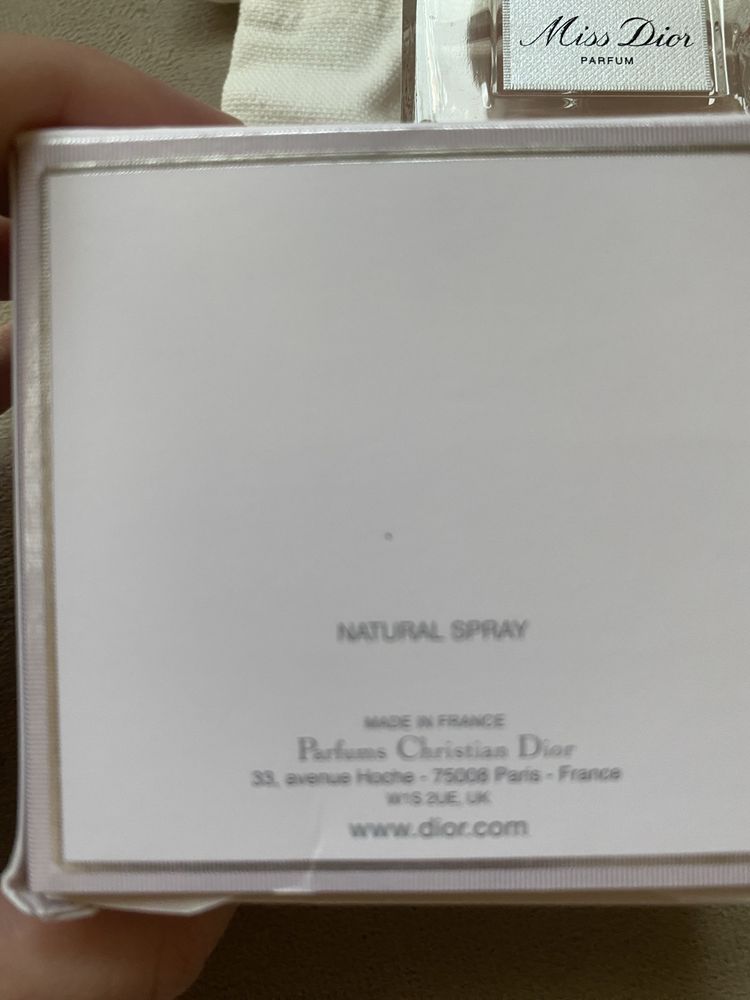 Miss Dior
PARFUM
NATURAL SPRAY
MADE IN FRANCE
Parfums Christian Dior
33, avenue Hoche - 75008 Paris - France
W1S 2UE, UK
www.dior.com